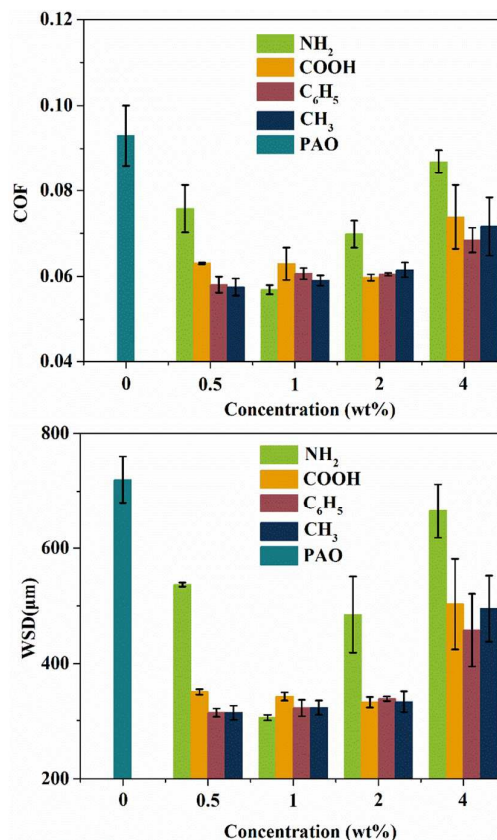 0.12
0.10
0.08
0.06
0.04
COF
NH₂
COOH
C₆H₅
CH₃
PAO
0 0.5 1 2 4
Concentration (wt%)
800
600
400
200
WSD(μm)
NH₂
COOH
C₆H₅
CH₃
PAO
0 0.5 1 2 4
Concentration (wt%)